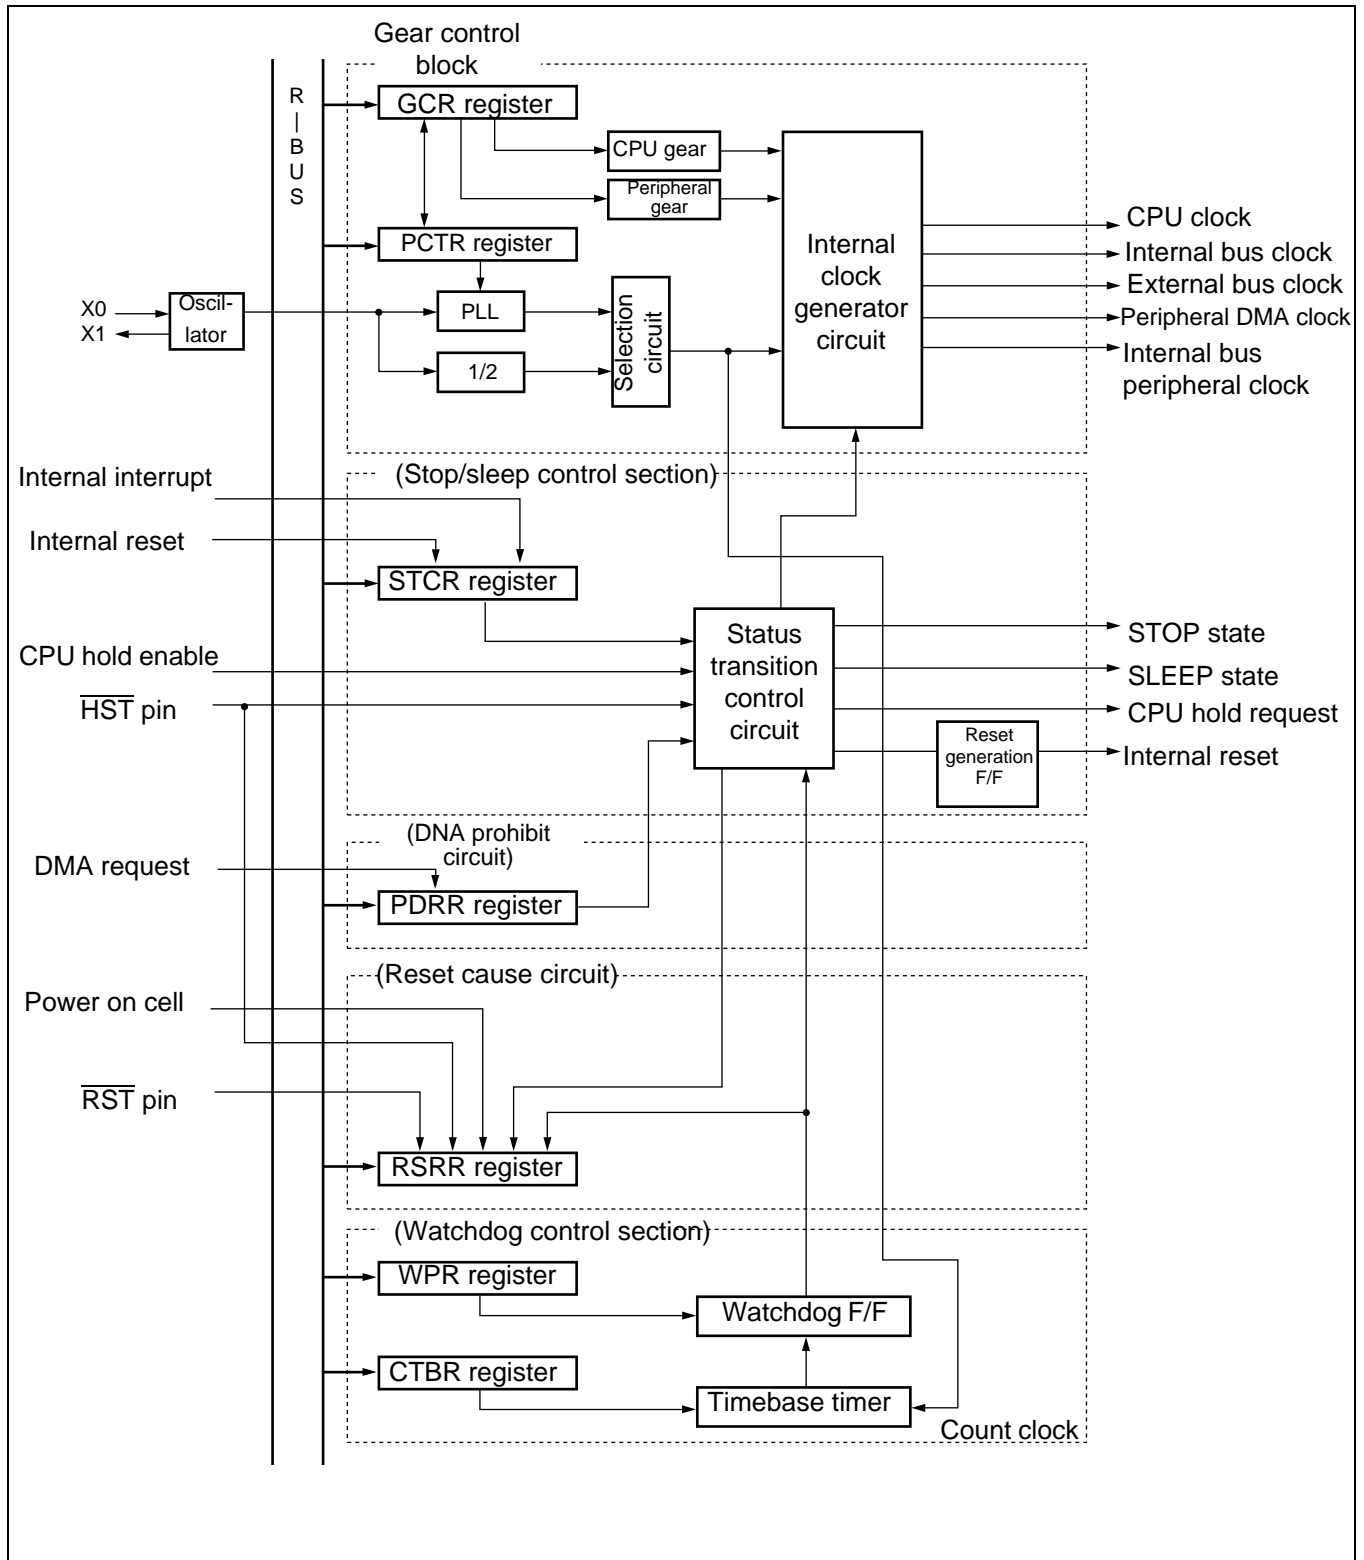 Gear control
block
R
|
B
U
S
GCR register
CPU gear
Peripheral
gear
PCTR register
Internal
clock
generator
circuit
CPU clock
Internal bus clock
External bus clock
Peripheral DMA clock
Internal bus
peripheral clock
X0
X1
Oscil-
lator
PLL
1/2
Selection
circuit
Internal interrupt
(Stop/sleep control section)
Internal reset
STCR register
CPU hold enable
HST pin
Status
transition
control
circuit
STOP state
SLEEP state
CPU hold request
Reset
generation
F/F
Internal reset
(DNA prohibit
circuit)
DMA request
PDRR register
(Reset cause circuit)
Power on cell
RST pin
RSRR register
(Watchdog control section)
WPR register
Watchdog F/F
CTBR register
Timebase timer
Count clock